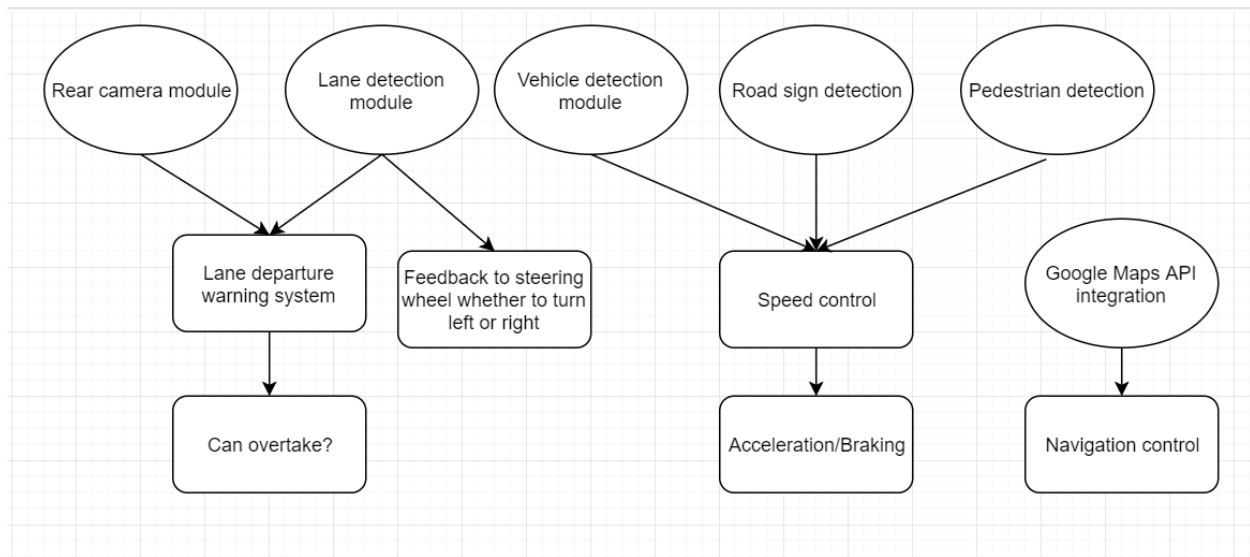 Rear camera module
Lane detection
module
Vehicle detection
module
Road sign detection
Pedestrian detection
Lane departure
warning system
Feedback to steering
wheel whether to turn
left or right
Speed control
Google Maps API
integration
Can overtake?
Acceleration/Braking
Navigation control